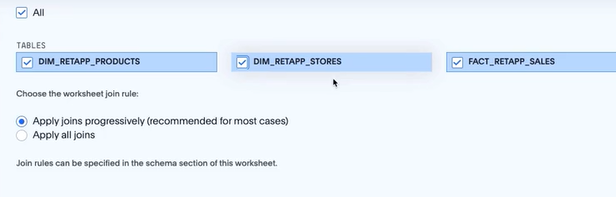 All
TABLES
DIM_RETAPP_PRODUCTS DIM_RETAPP_STORES FACT_RETAPP_SALES
Choose the worksheet join rule:
Apply joins progressively (recommended for most cases)
Apply all joins
Join rules can be specified in the schema section of this worksheet.